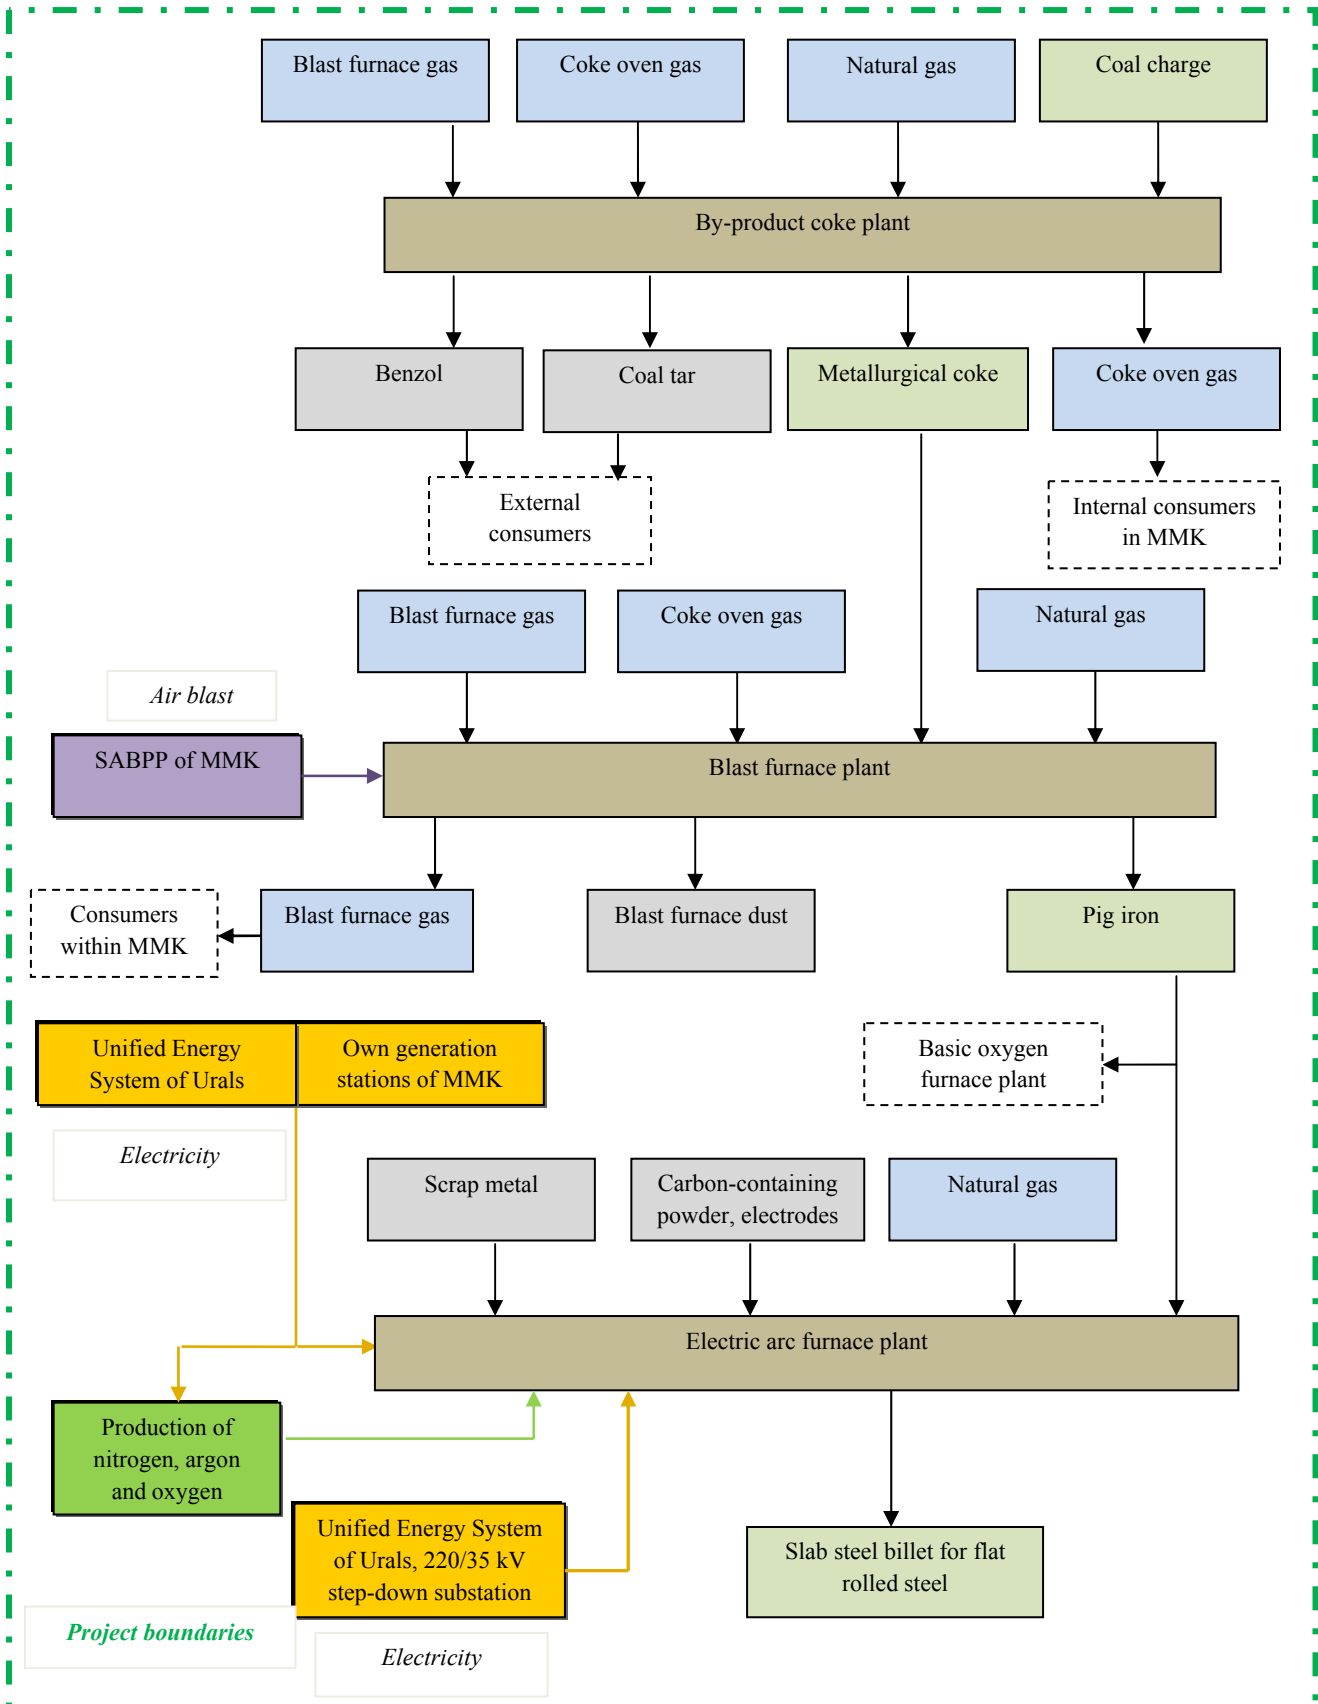 Blast furnace gas
Coke oven gas
Natural gas
Coal charge
By-product coke plant
Benzol
Coal tar
Metallurgical coke
Coke oven gas
External
consumers
Internal consumers
in MMK
Blast furnace gas
Coke oven gas
Natural gas
Air blast
SABPP of MMK
Blast furnace plant
Consumers
within MMK
Blast furnace gas
Blast furnace dust
Pig iron
Unified Energy
System of Urals
Own generation
stations of MMK
Basic oxygen
furnace plant
Electricity
Scrap metal
Carbon-containing
powder, electrodes
Natural gas
Electric arc furnace plant
Production of
nitrogen, argon
and oxygen
Unified Energy System
of Urals, 220/35 kV
step-down substation
Slab steel billet for flat
rolled steel
Project boundaries
Electricity